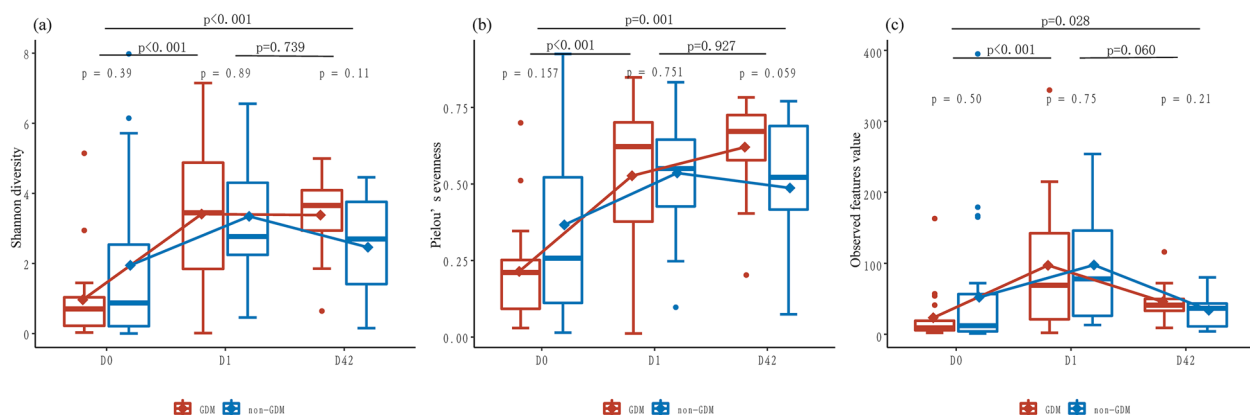 (a)
p<0.001
p<0.001
p=0.739
p = 0.39
p = 0.89
p = 0.11
Shannon diversity
8
6
4
2
0
D0
D1
D42
GDM
non-GDM
(b)
p=0.001
p<0.001
p=0.927
p = 0.157
p = 0.751
p = 0.059
Pielou's evenness
0.75
0.50
0.25
0.00
D0
D1
D42
GDM
non-GDM
(c)
p=0.028
p<0.001
p=0.060
p = 0.50
p = 0.75
p = 0.21
Observed features value
400
300
200
100
0
D0
D1
D42
GDM
non-GDM